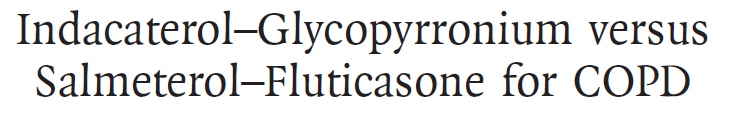 Indacaterol–Glycopyrronium versus
Salmeterol–Fluticasone for COPD